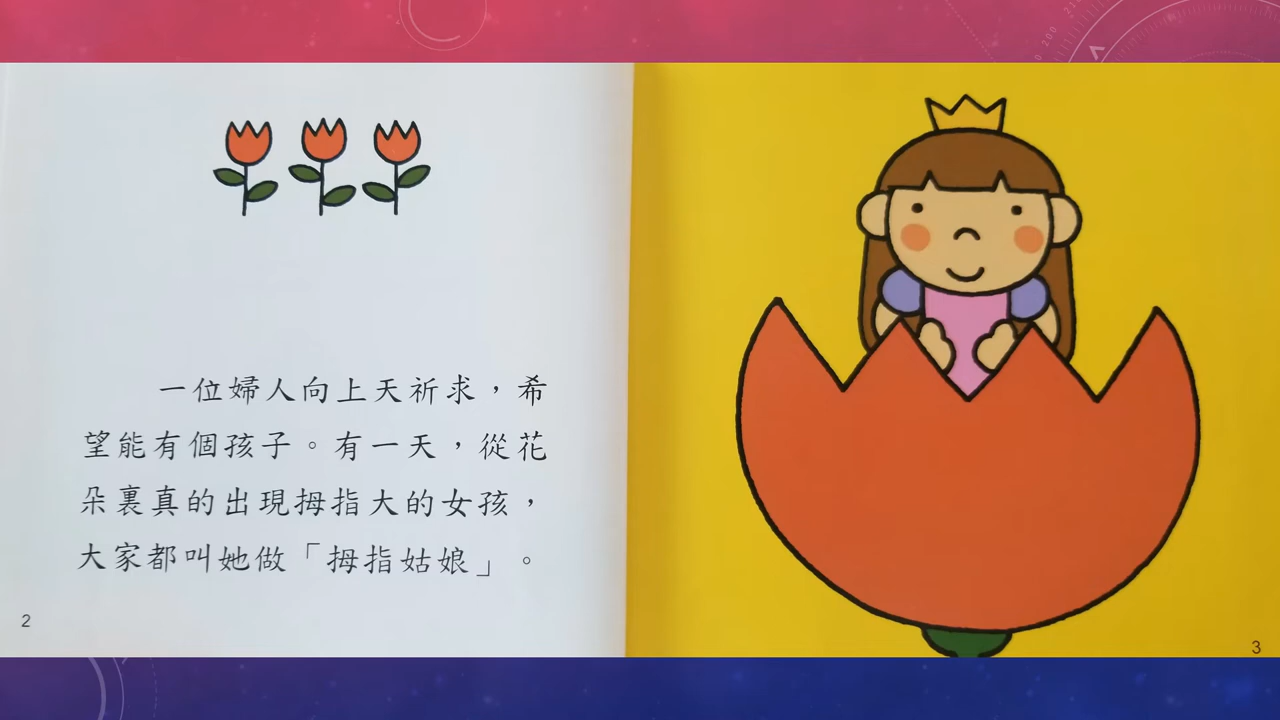 一位婦人向上天祈求，希
望能有個孩子。有一天，從花
朵裏真的出現拇指大的女孩，
大家都叫她做「拇指姑娘」。
2
3